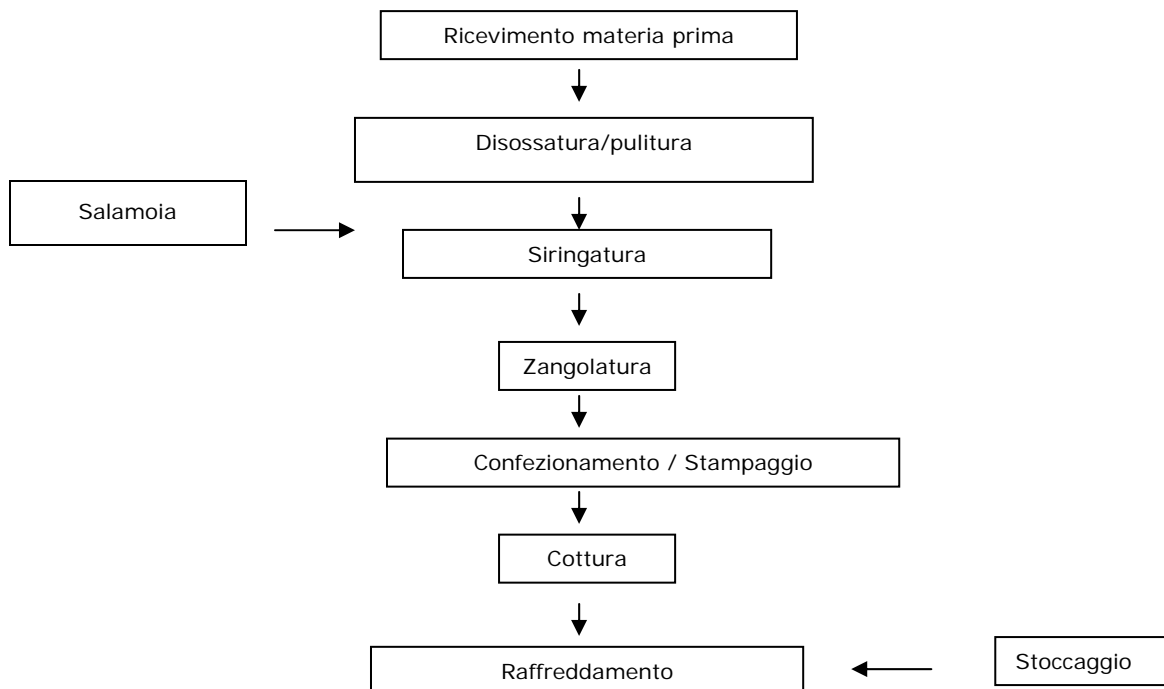 Ricevimento materia prima
Disossatura/pulitura
Salamoia
Siringatura
Zangolatura
Confezionamento / Stampaggio
Cottura
Raffreddamento
Stoccaggio